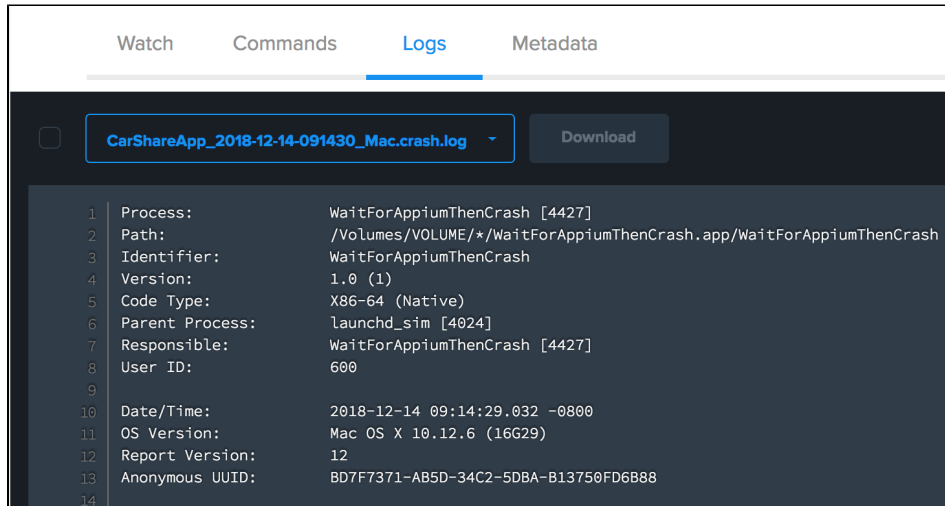 Watch Commands Logs Metadata
CarShareApp_2018-12-14-091430_Mac.crash.log Download
1 Process: WaitForAppiumThenCrash [4427]
2 Path: /Volumes/VOLUME/*/WaitForAppiumThenCrash.app/WaitForAppiumThenCrash
3 Identifier: WaitForAppiumThenCrash
4 Version: 1.0 (1)
5 Code Type: X86-64 (Native)
6 Parent Process: launchd_sim [4024]
7 Responsible: WaitForAppiumThenCrash [4427]
8 User ID: 600
9
10 Date/Time: 2018-12-14 09:14:29.032 -0800
11 OS Version: Mac OS X 10.12.6 (16G29)
12 Report Version: 12
13 Anonymous UUID: BD7F7371-AB5D-34C2-5DBA-B13750FD6B88
14